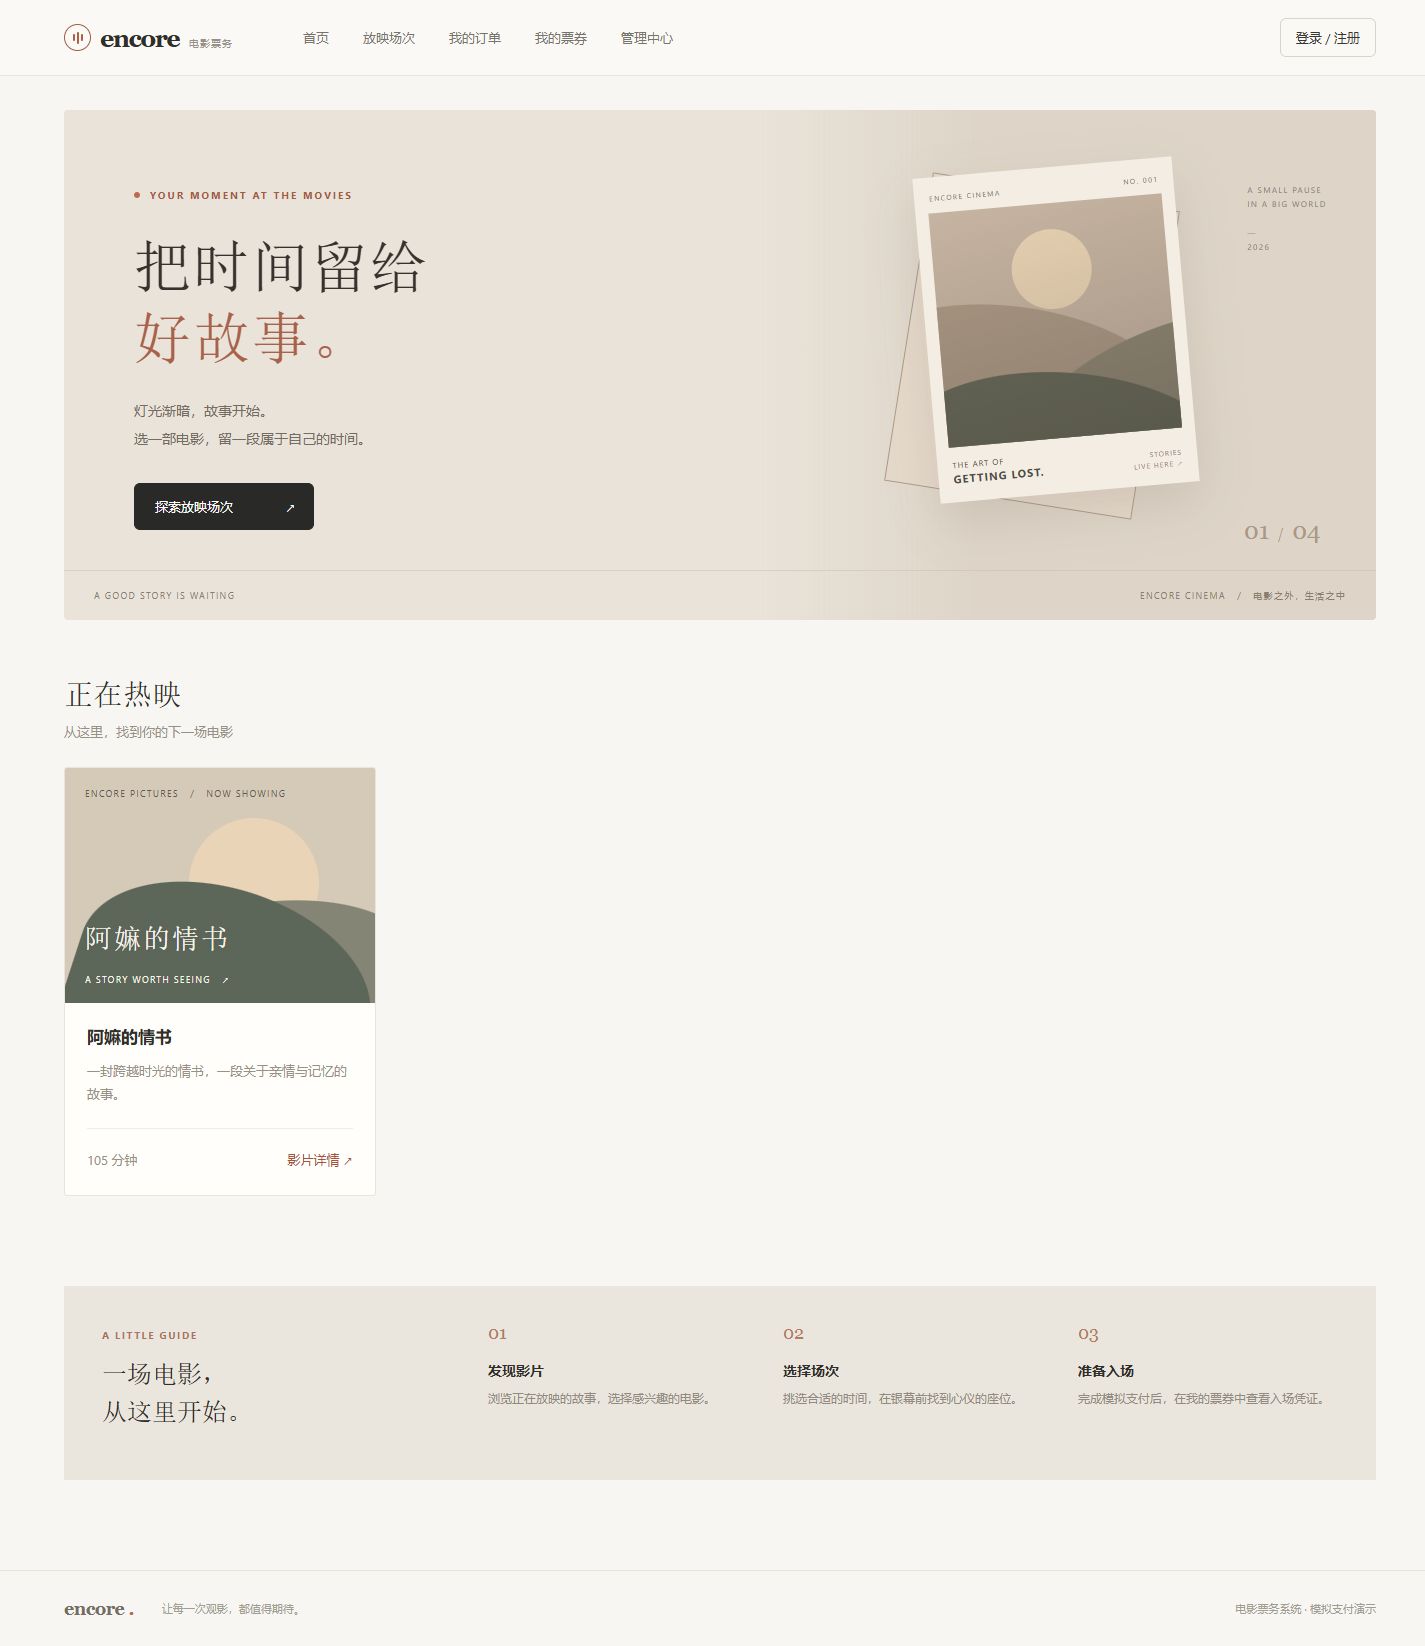 encore 电影票务
首页 放映场次 我的订单 我的票券 管理中心
登录 / 注册
YOUR MOMENT AT THE MOVIES
把时间留给
好故事。
灯光渐暗，故事开始。
选一部电影，留一段属于自己的时间。
探索放映场次 ↗
ENCORE CINEMA NO. 001
THE ART OF
GETTING LOST.
STORIES
LIVE HERE ↗
A SMALL PAUSE
IN A BIG WORLD
—
2026
01 / 04
A GOOD STORY IS WAITING
ENCORE CINEMA / 电影之外，生活之中
正在热映
从这里，找到你的下一场电影
ENCORE PICTURES / NOW SHOWING
阿嫲的情书
A STORY WORTH SEEING ↗
阿嫲的情书
一封跨越时光的情书，一段关于亲情与记忆的
故事。
105 分钟 影片详情 ↗
A LITTLE GUIDE
一场电影，
从这里开始。
01
发现影片
浏览正在放映的故事，选择感兴趣的电影。
02
选择场次
挑选合适的时间，在银幕前找到心仪的座位。
03
准备入场
完成模拟支付后，在我的票券中查看入场凭证。
encore . 让每一次观影，都值得期待。
电影票务系统 · 模拟支付演示